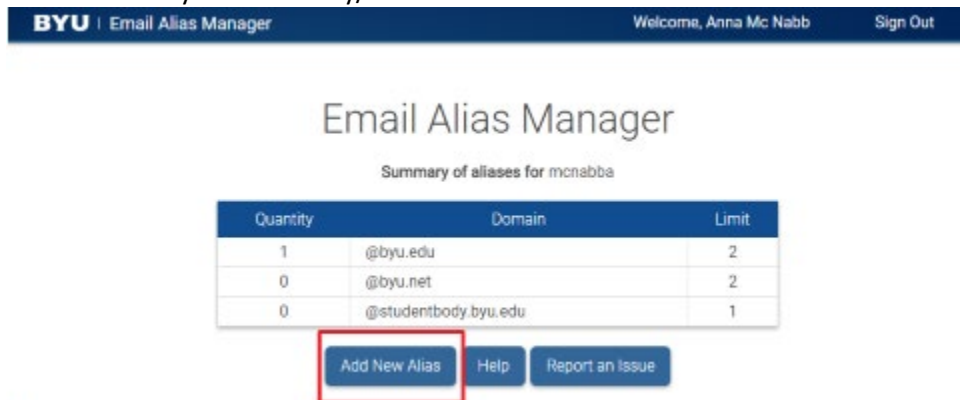 BYU | Email Alias Manager Welcome, Anna Mc Nabb Sign Out
Email Alias Manager
Summary of aliases for mcnabba
Quantity Domain Limit
1 @byu.edu 2
0 @byu.net 2
0 @studentbody.byu.edu 1
Add New Alias Help Report an Issue